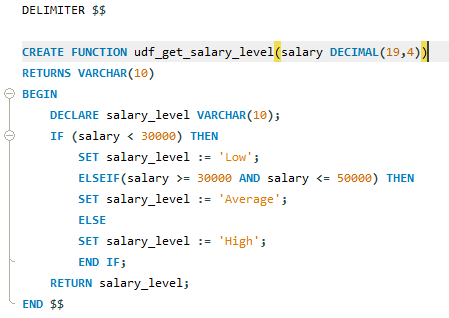 DELIMITER $$
CREATE FUNCTION udf_get_salary_level(salary DECIMAL(19,4))
RETURNS VARCHAR(10)
BEGIN
DECLARE salary_level VARCHAR(10);
IF (salary < 30000) THEN
SET salary_level := 'Low';
ELSEIF(salary >= 30000 AND salary <= 50000) THEN
SET salary_level := 'Average';
ELSE
SET salary_level := 'High';
END IF;
RETURN salary_level;
END $$